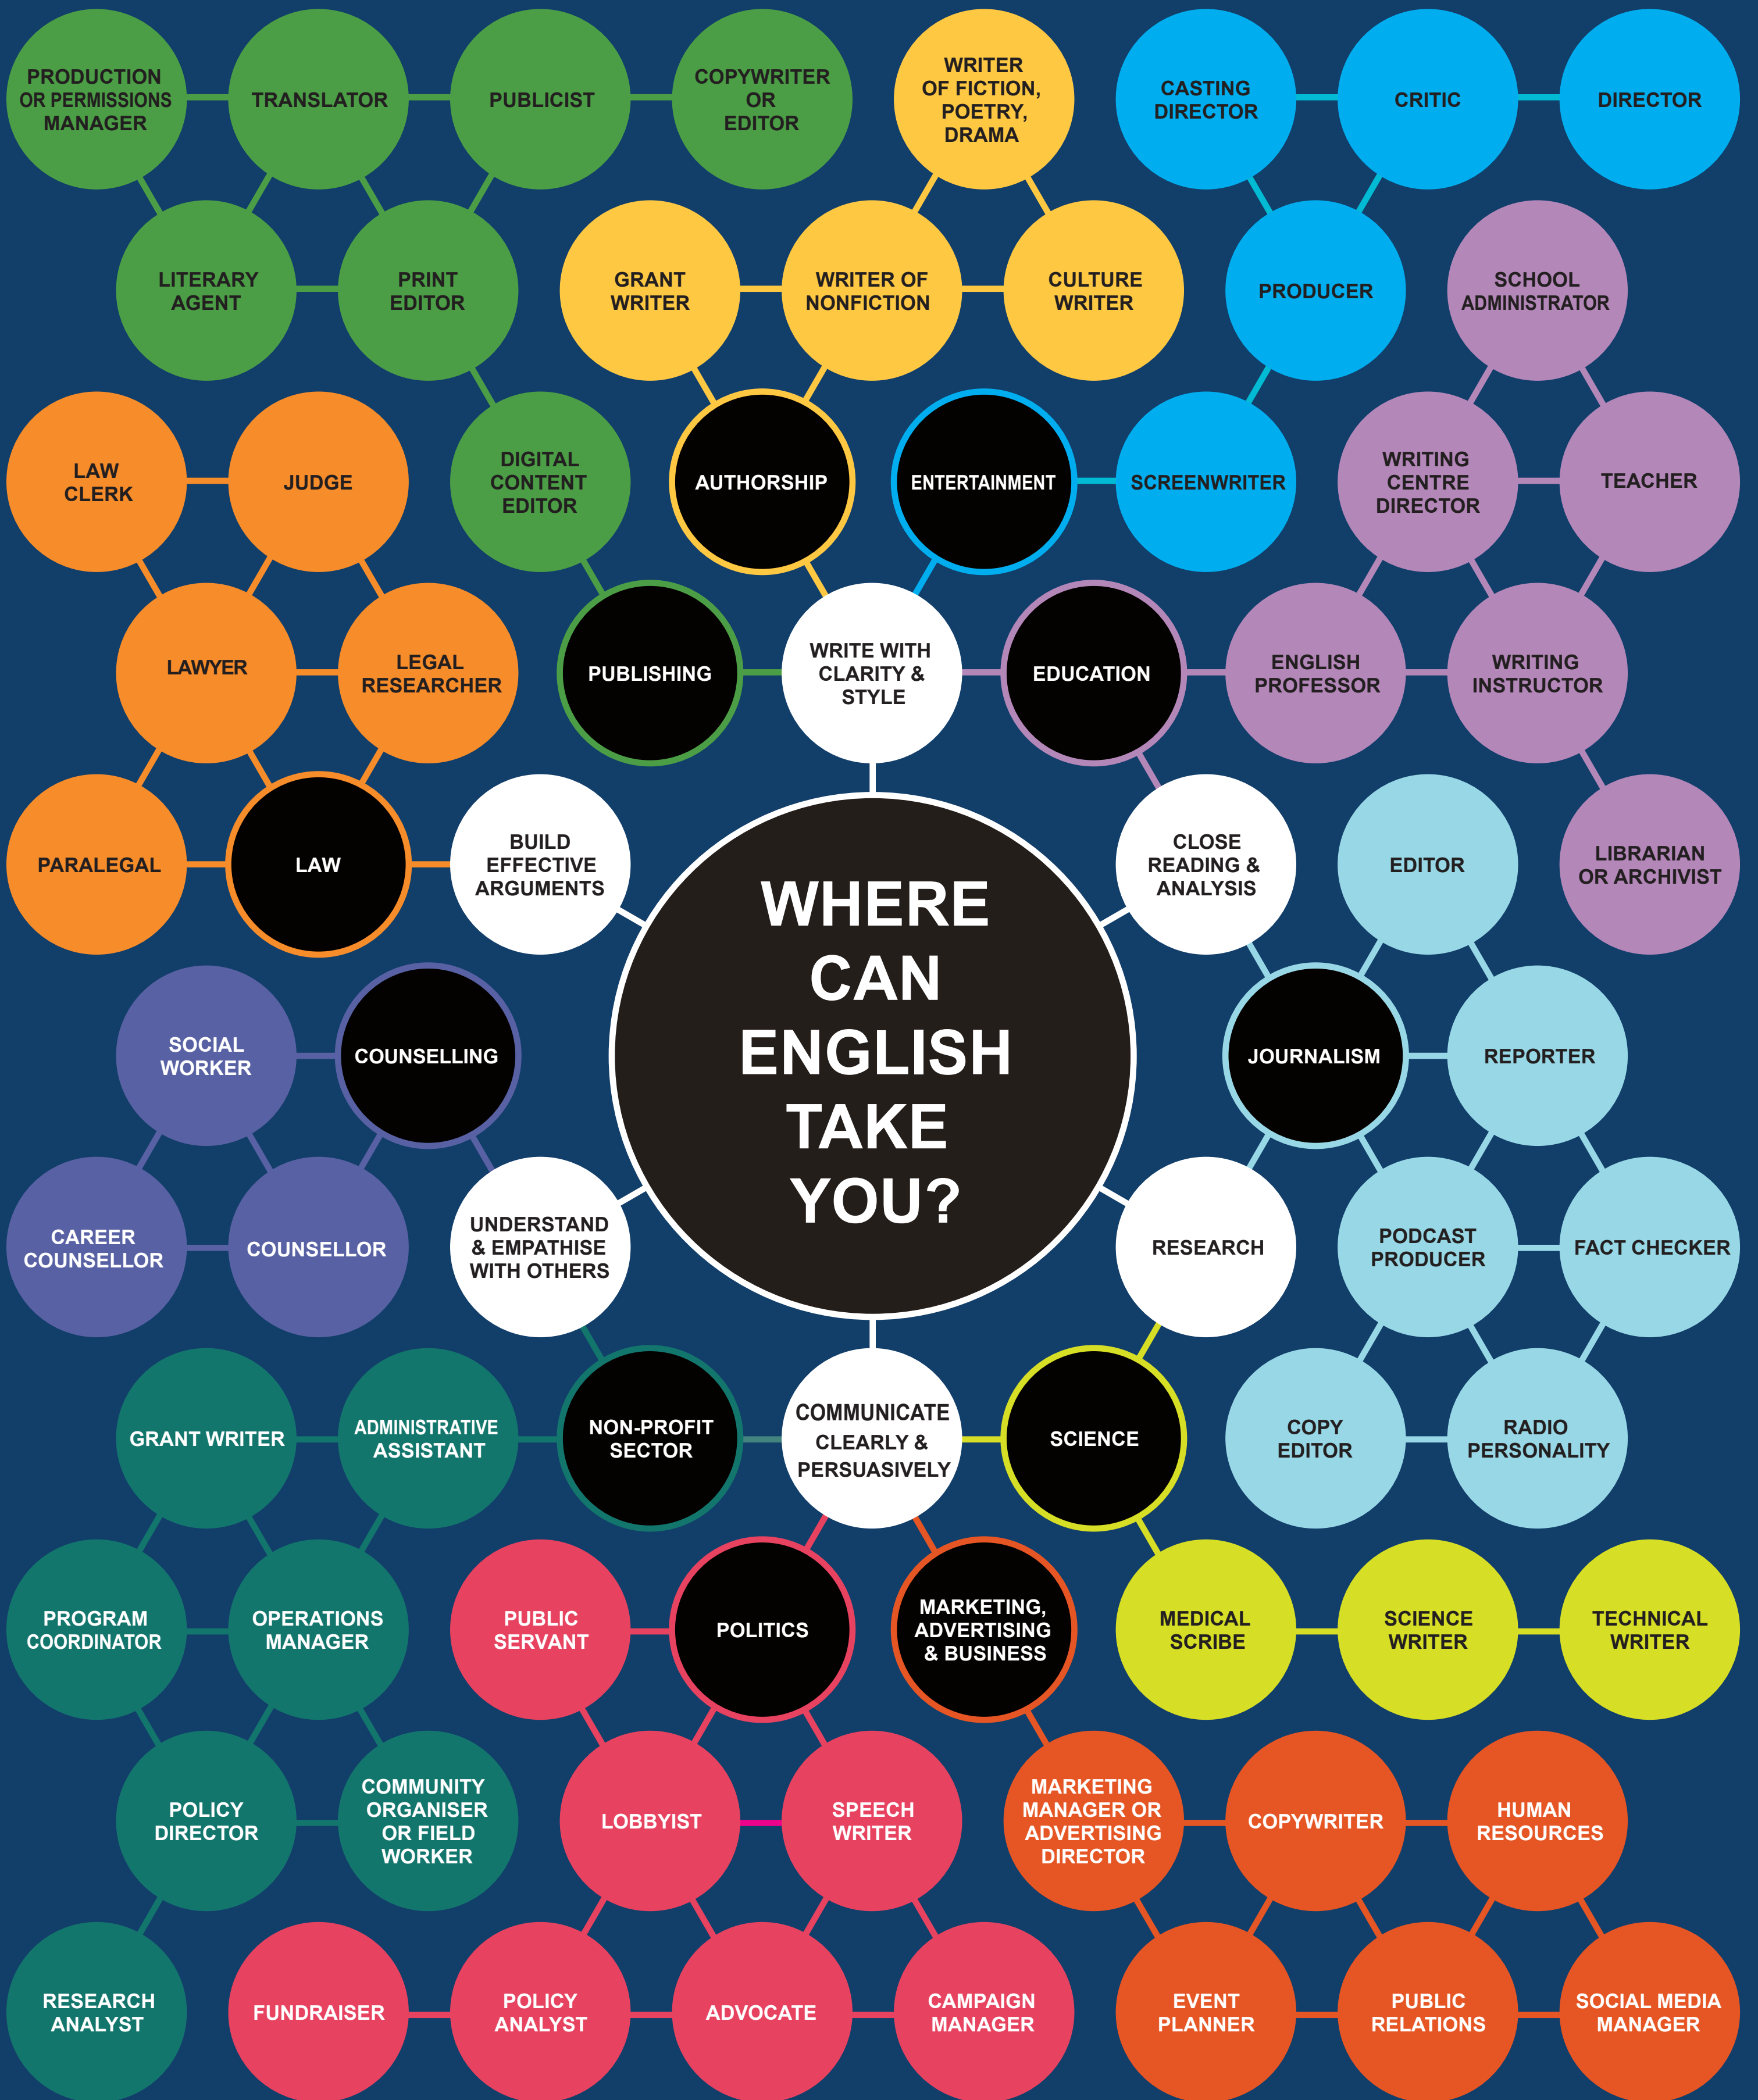 PRODUCTION
OR PERMISSIONS
MANAGER
TRANSLATOR
PUBLICIST
COPYWRITER
OR
EDITOR
WRITER
OF FICTION,
POETRY,
DRAMA
CASTING
DIRECTOR
CRITIC
DIRECTOR
LITERARY
AGENT
PRINT
EDITOR
GRANT
WRITER
WRITER OF
NONFICTION
CULTURE
WRITER
PRODUCER
SCHOOL
ADMINISTRATOR
LAW
CLERK
JUDGE
DIGITAL
CONTENT
EDITOR
AUTHORSHIP
ENTERTAINMENT
SCREENWRITER
WRITING
CENTRE
DIRECTOR
TEACHER
LAWYER
LEGAL
RESEARCHER
PUBLISHING
WRITE WITH
CLARITY &
STYLE
EDUCATION
ENGLISH
PROFESSOR
WRITING
INSTRUCTOR
PARALEGAL
LAW
BUILD
EFFECTIVE
ARGUMENTS
CLOSE
READING &
ANALYSIS
EDITOR
LIBRARIAN
OR ARCHIVIST
WHERE
CAN
ENGLISH
TAKE
YOU?
SOCIAL
WORKER
COUNSELLING
JOURNALISM
REPORTER
CAREER
COUNSELLOR
COUNSELLOR
UNDERSTAND
& EMPATHISE
WITH OTHERS
RESEARCH
PODCAST
PRODUCER
FACT CHECKER
GRANT WRITER
ADMINISTRATIVE
ASSISTANT
NON-PROFIT
SECTOR
COMMUNICATE
CLEARLY &
PERSUASIVELY
SCIENCE
COPY
EDITOR
RADIO
PERSONALITY
PROGRAM
COORDINATOR
OPERATIONS
MANAGER
PUBLIC
SERVANT
POLITICS
MARKETING,
ADVERTISING
& BUSINESS
MEDICAL
SCRIBE
SCIENCE
WRITER
TECHNICAL
WRITER
POLICY
DIRECTOR
COMMUNITY
ORGANISER
OR FIELD
WORKER
LOBBYIST
SPEECH
WRITER
MARKETING
MANAGER OR
ADVERTISING
DIRECTOR
COPYWRITER
HUMAN
RESOURCES
RESEARCH
ANALYST
FUNDRAISER
POLICY
ANALYST
ADVOCATE
CAMPAIGN
MANAGER
EVENT
PLANNER
PUBLIC
RELATIONS
SOCIAL MEDIA
MANAGER